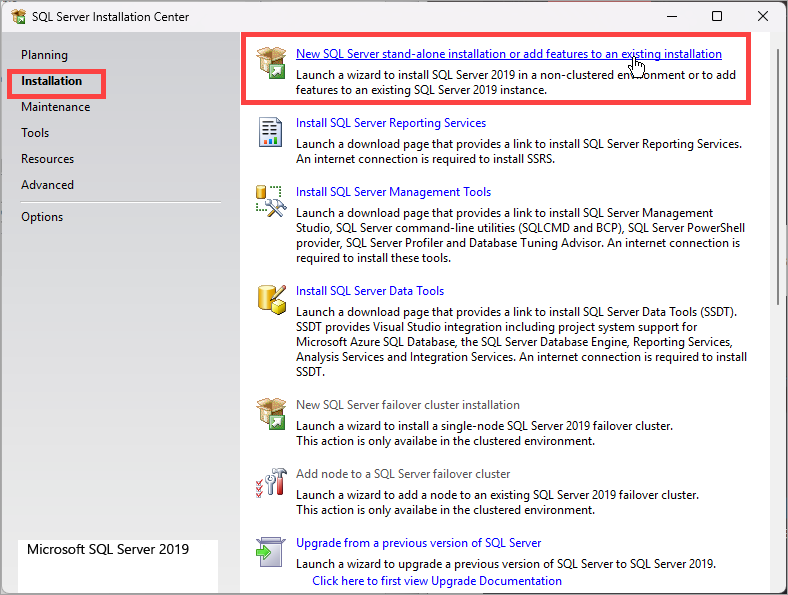 SQL Server Installation Center
Planning
Installation
Maintenance
Tools
Resources
Advanced
Options
Microsoft SQL Server 2019
New SQL Server stand-alone installation or add features to an existing installation
Launch a wizard to install SQL Server 2019 in a non-clustered environment or to add
features to an existing SQL Server 2019 instance.
Install SQL Server Reporting Services
Launch a download page that provides a link to install SQL Server Reporting Services.
An internet connection is required to install SSRS.
Install SQL Server Management Tools
Launch a download page that provides a link to install SQL Server Management
Studio, SQL Server command-line utilities (SQLCMD and BCP), SQL Server PowerShell
provider, SQL Server Profiler and Database Tuning Advisor. An internet connection is
required to install these tools.
Install SQL Server Data Tools
Launch a download page that provides a link to install SQL Server Data Tools (SSDT).
SSDT provides Visual Studio integration including project system support for
Microsoft Azure SQL Database, the SQL Server Database Engine, Reporting Services,
Analysis Services and Integration Services. An internet connection is required to install
SSDT.
New SQL Server failover cluster installation
Launch a wizard to install a single-node SQL Server 2019 failover cluster.
This action is only availabe in the clustered environment.
Add node to a SQL Server failover cluster
Launch a wizard to add a node to an existing SQL Server 2019 failover cluster.
This action is only availabe in the clustered environment.
Upgrade from a previous version of SQL Server
Launch a wizard to upgrade a previous version of SQL Server to SQL Server 2019.
Click here to first view Upgrade Documentation